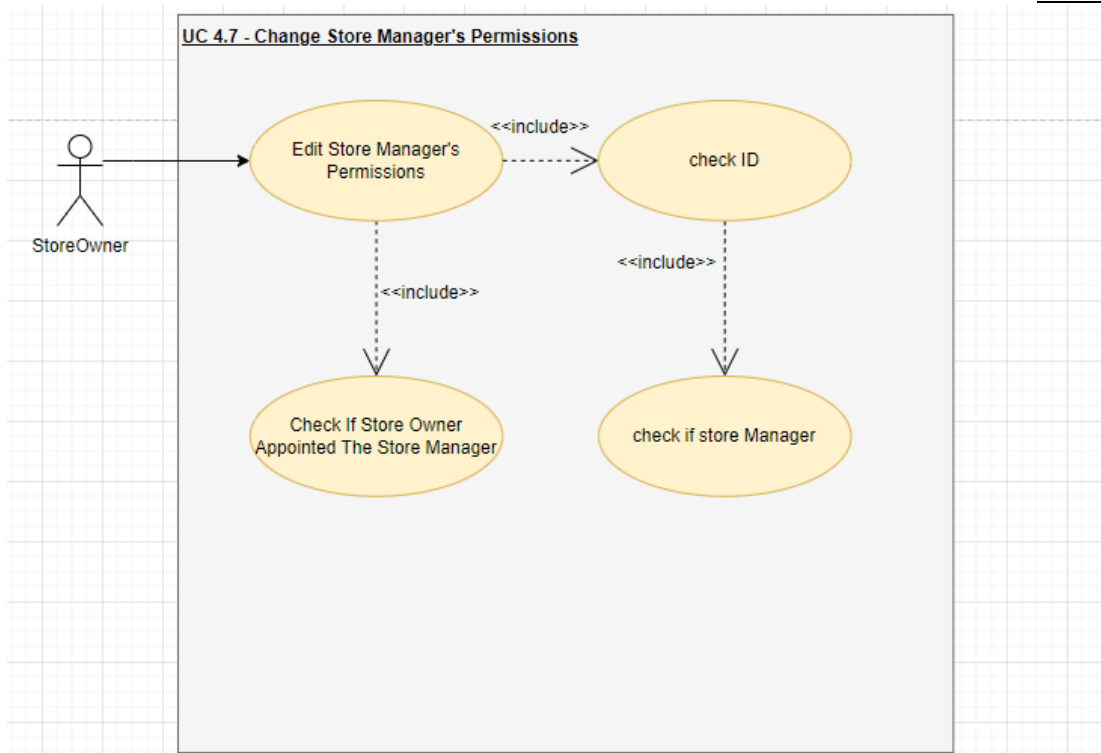 UC 4.7 - Change Store Manager's Permissions
<<include>>
Edit Store Manager's
Permissions
check ID
StoreOwner
<<include>>
<<include>>
Check If Store Owner
Appointed The Store Manager
check if store Manager